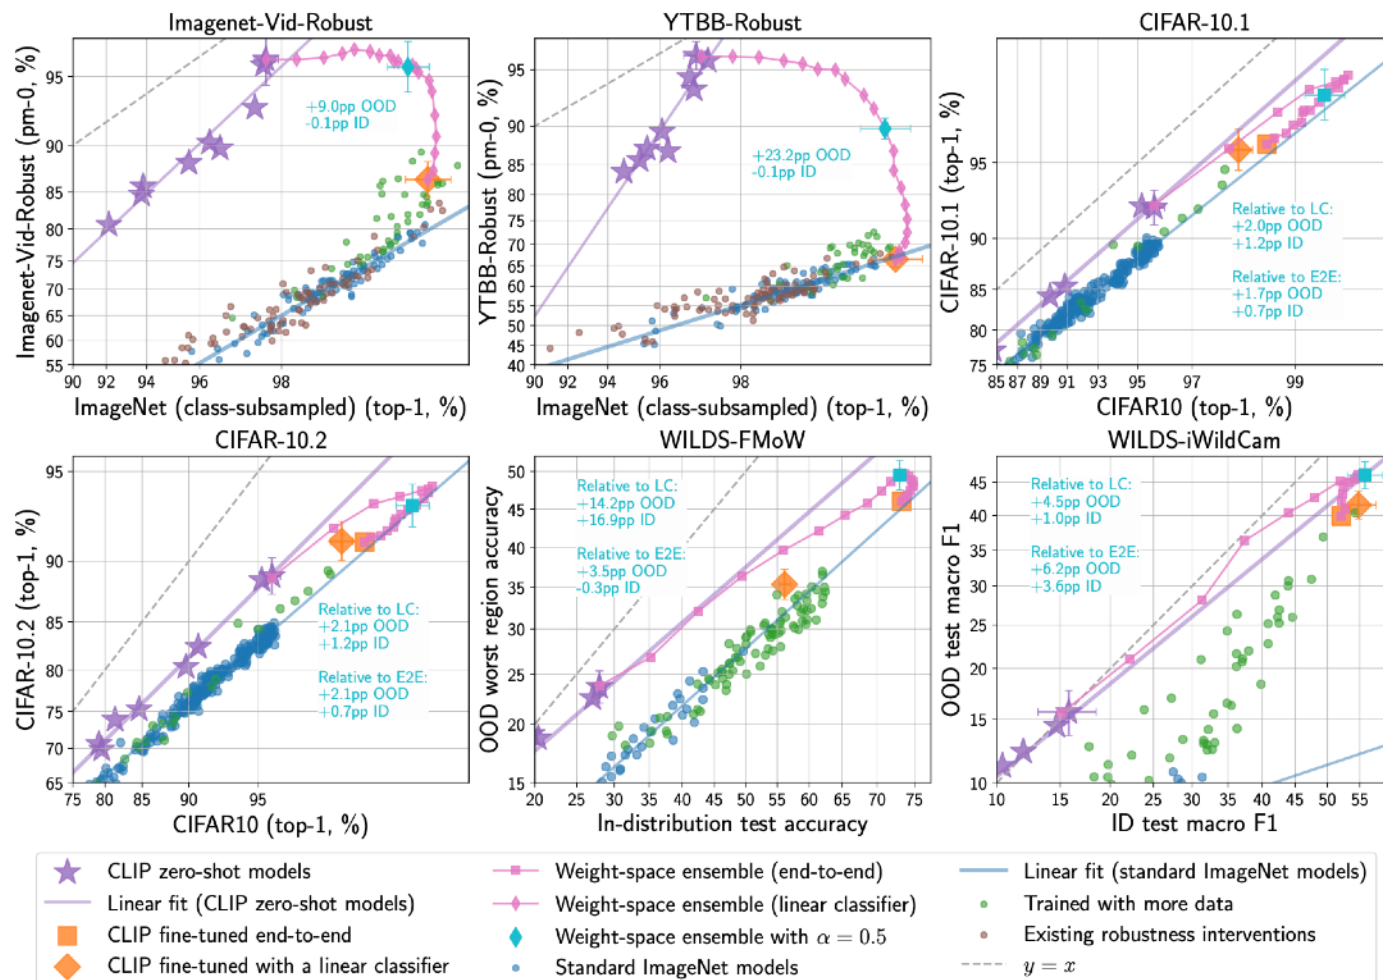 Imagenet-Vid-Robust
Imagenet-Vid-Robust (pm-0, %)
95
90
85
80
75
70
65
60
55
+9.0pp OOD
-0.1pp ID
90 92 94 96 98
ImageNet (class-subsampled) (top-1, %)
YTBB-Robust
YTBB-Robust (pm-0, %)
95
90
85
80
75
70
65
60
55
50
45
40
+23.2pp OOD
-0.1pp ID
90 92 94 96 98
ImageNet (class-subsampled) (top-1, %)
CIFAR-10.1
CIFAR-10.1 (top-1, %)
95
90
85
80
75
Relative to LC:
+2.0pp OOD
+1.2pp ID
Relative to E2E:
+1.7pp OOD
+0.7pp ID
85 87 89 91 93 95 97 99
CIFAR10 (top-1, %)
CIFAR-10.2
CIFAR-10.2 (top-1, %)
95
90
85
80
75
70
65
Relative to LC:
+2.1pp OOD
+1.2pp ID
Relative to E2E:
+2.1pp OOD
+0.7pp ID
75 80 85 90 95
CIFAR10 (top-1, %)
WILDS-FMoW
OOD worst region accuracy
50
45
40
35
30
25
20
15
Relative to LC:
+14.2pp OOD
+16.9pp ID
Relative to E2E:
+3.5pp OOD
-0.3pp ID
20 25 30 35 40 45 50 55 60 65 70 75
In-distribution test accuracy
WILDS-iWildCam
OOD test macro F1
45
40
35
30
25
20
15
10
Relative to LC:
+4.5pp OOD
+1.0pp ID
Relative to E2E:
+6.2pp OOD
+3.6pp ID
10 15 20 25 30 35 40 45 50 55
ID test macro F1
CLIP zero-shot models
Linear fit (CLIP zero-shot models)
CLIP fine-tuned end-to-end
CLIP fine-tuned with a linear classifier
Weight-space ensemble (end-to-end)
Weight-space ensemble (linear classifier)
Weight-space ensemble with α = 0.5
Standard ImageNet models
Linear fit (standard ImageNet models)
Trained with more data
Existing robustness interventions
y = x